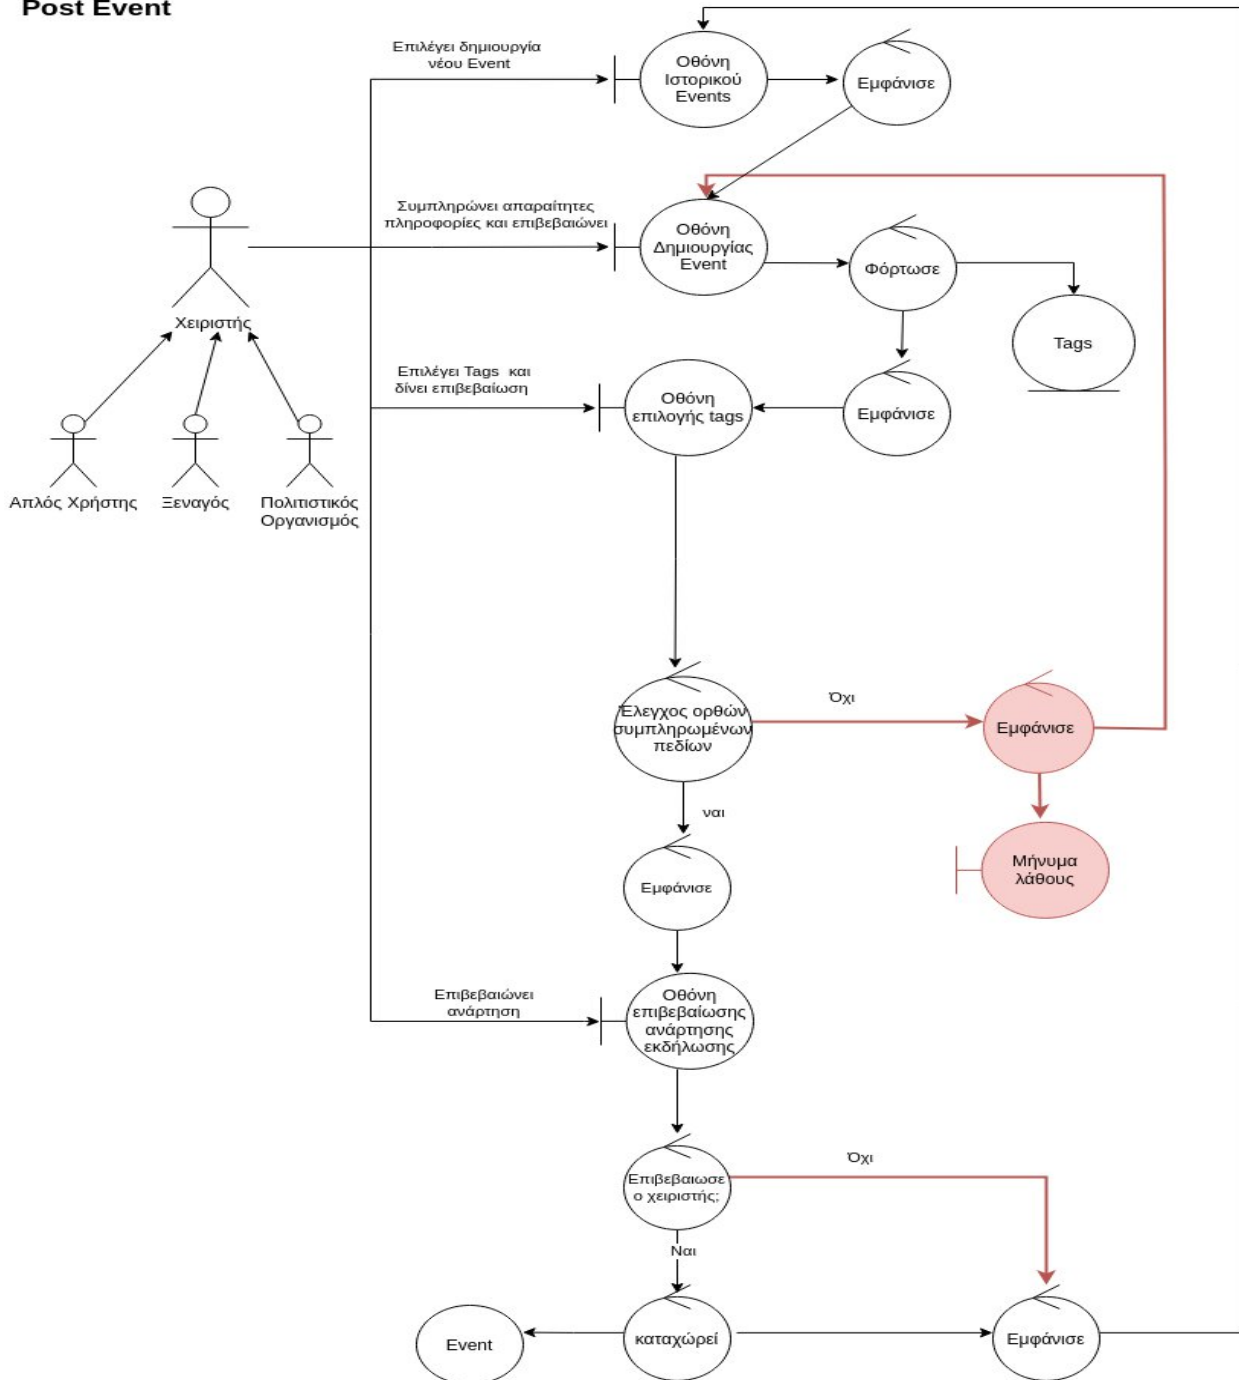 Post Event
Επιλέγει δημιουργία
νέου Event
Οθόνη
Ιστορικού
Events
Εμφάνισε
Συμπληρώνει απαραίτητες
πληροφορίες και επιβεβαιώνει
Οθόνη
Δημιουργίας
Event
Φόρτωσε
Tags
Χειριστής
Επιλέγει Tags και
δίνει επιβεβαίωση
Οθόνη
επιλογής tags
Εμφάνισε
Απλός Χρήστης
Ξεναγός
Πολιτιστικός
Οργανισμός
Έλεγχος ορθών
συμπληρωμένων
πεδίων
Όχι
Εμφάνισε
ναι
Μήνυμα
λάθους
Εμφάνισε
Επιβεβαιώνει
ανάρτηση
Οθόνη
επιβεβαίωσης
ανάρτησης
εκδήλωσης
Επιβεβαιωσε
ο χειριστής;
Όχι
Ναι
Event
καταχώρεί
Εμφάνισε